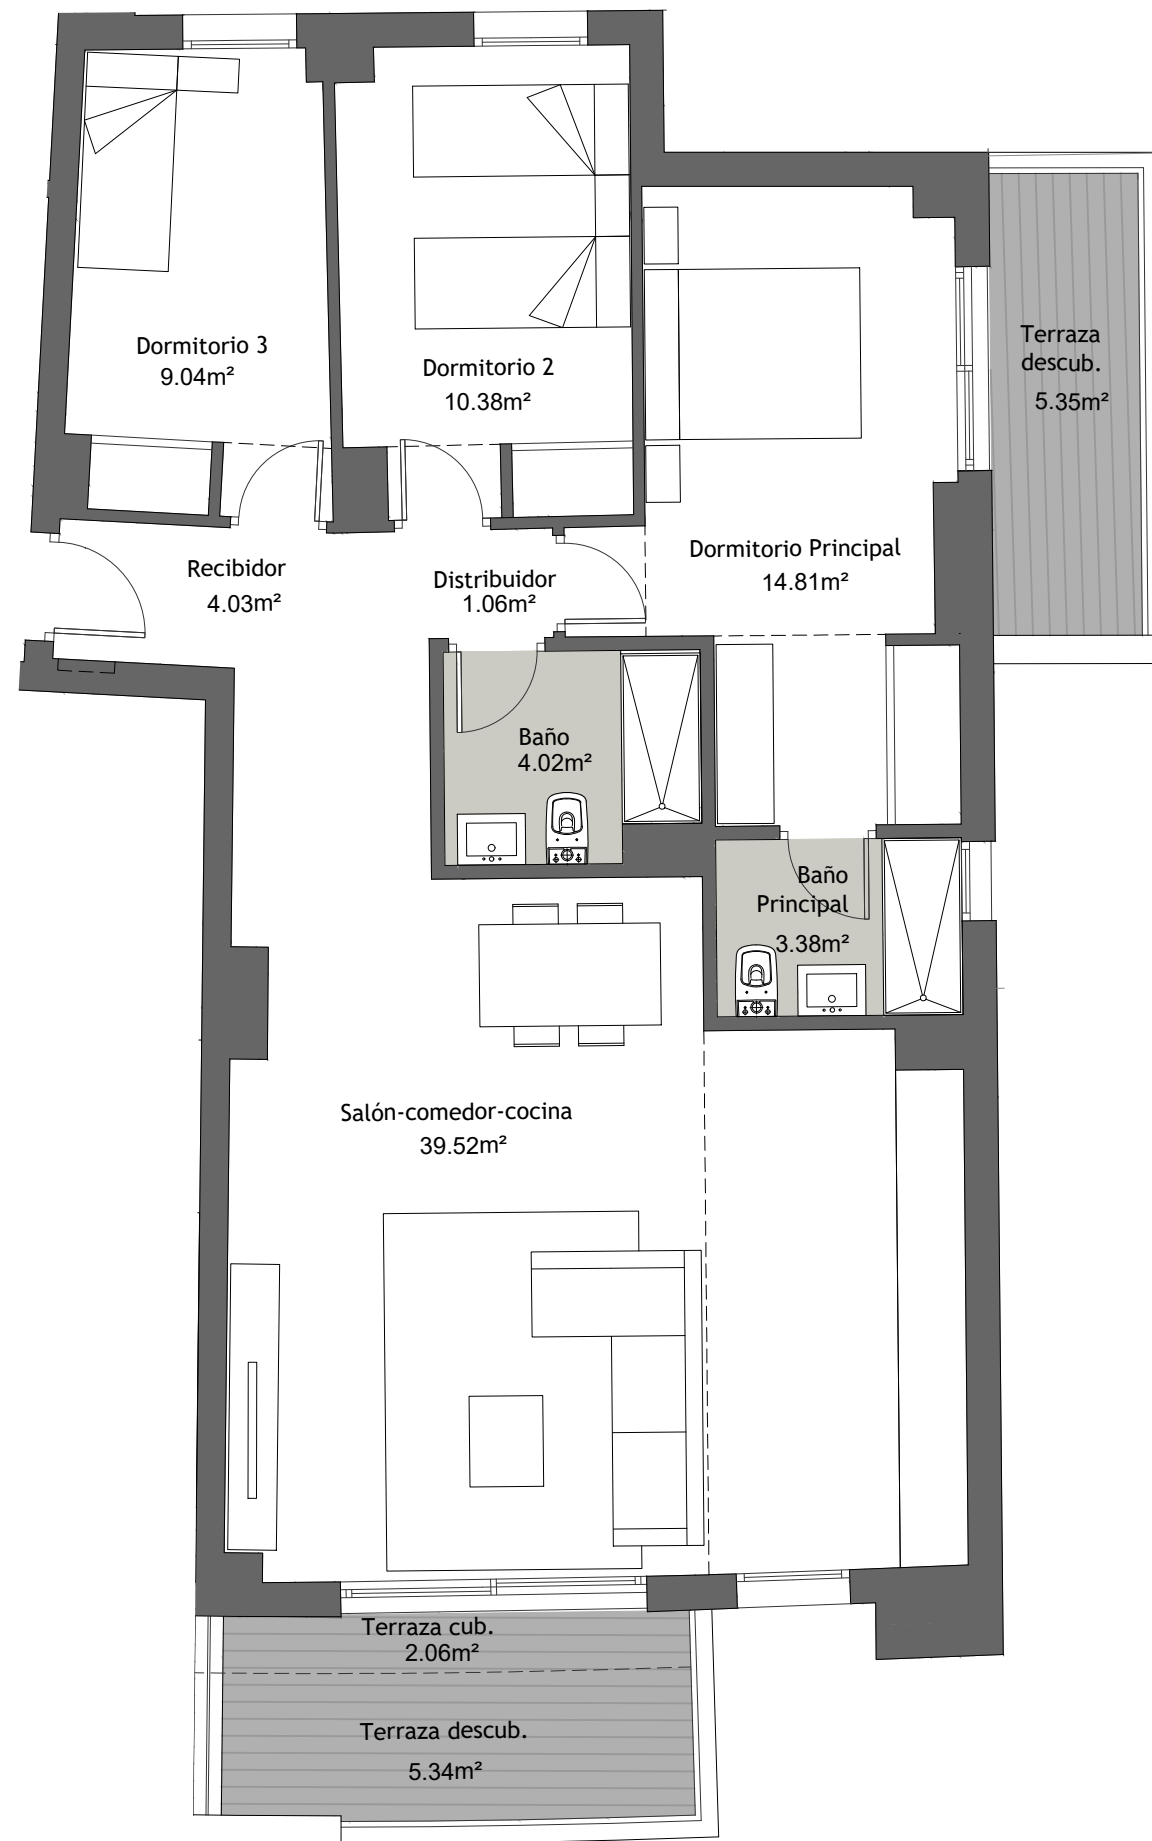 Dormitorio 3
9.04m²
Dormitorio 2
10.38m²
Terraza
descub.
5.35m²
Dormitorio Principal
14.81m²
Recibidor
4.03m²
Distribuidor
1.06m²
Baño
4.02m²
Baño
Principal
3.38m²
Salón-comedor-cocina
39.52m²
Terraza cub.
2.06m²
Terraza descub.
5.34m²